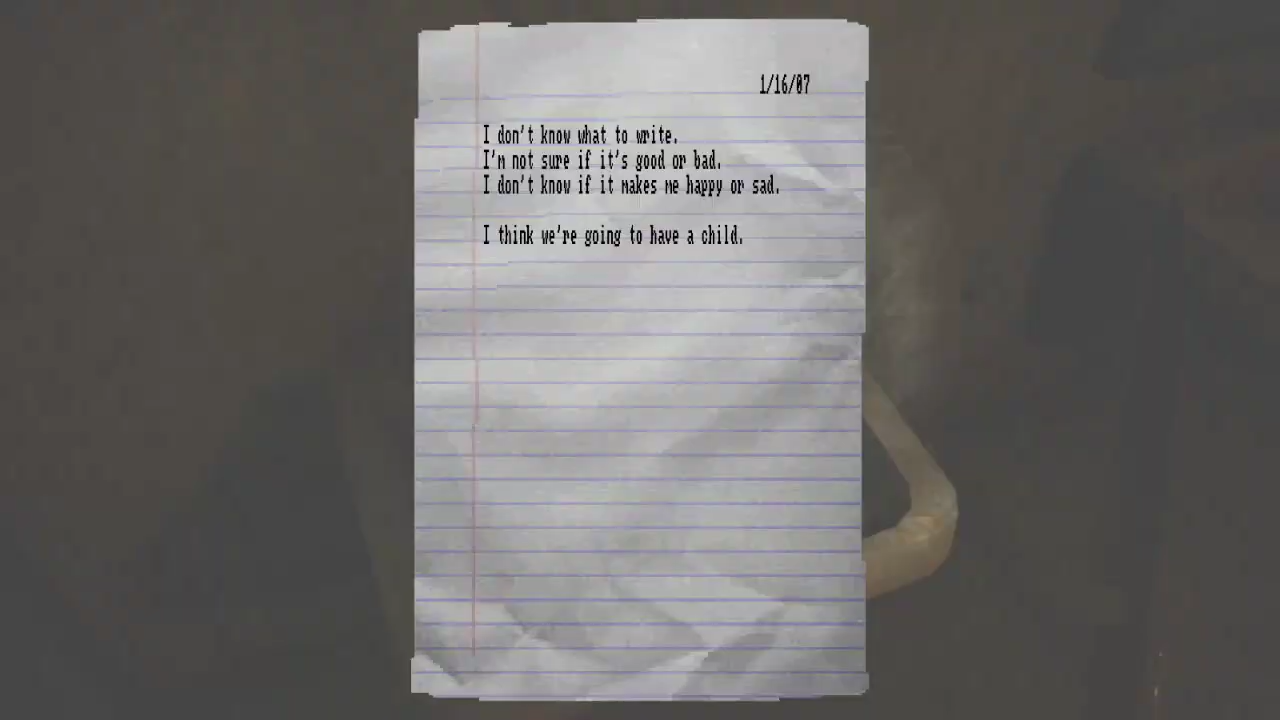 1/16/07
I don't know what to write.
I'm not sure if it's good or bad.
I don't know if it makes me happy or sad.
I think we're going to have a child.